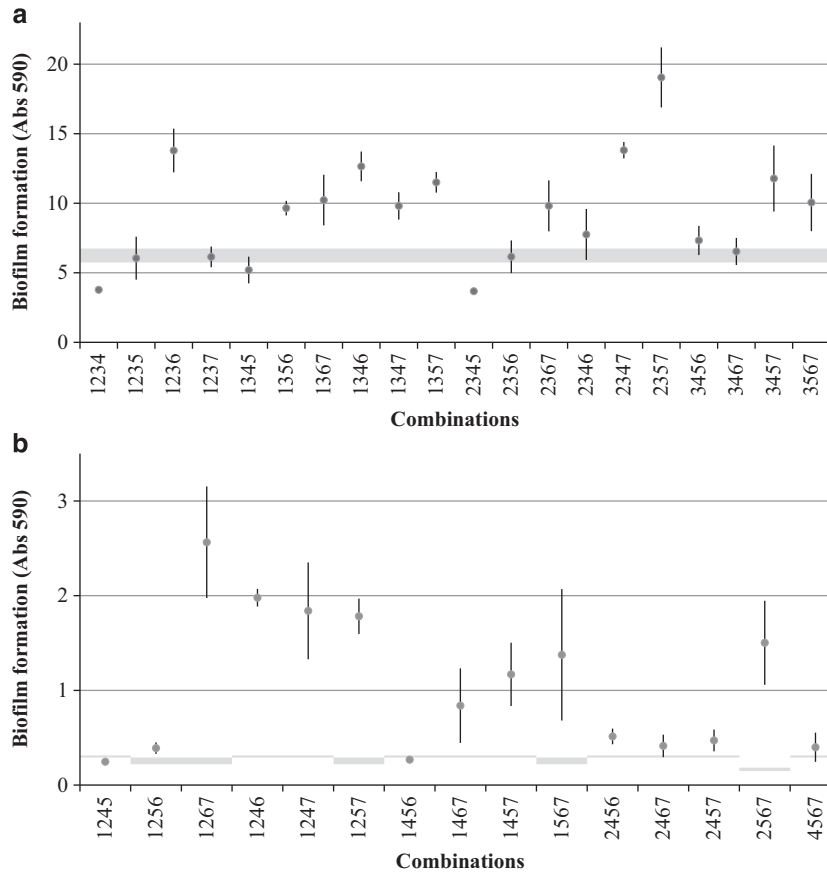 a
Biofilm formation (Abs 590)
20
15
10
5
0
1234 1235 1236 1237 1345 1356 1367 1346 1347 1357 2345 2356 2367 2346 2347 2357 3456 3467 3457 3567
Combinations
b
Biofilm formation (Abs 590)
3
2
1
0
1245 1256 1267 1246 1247 1257 1456 1467 1457 1567 2456 2467 2457 2567 4567
Combinations